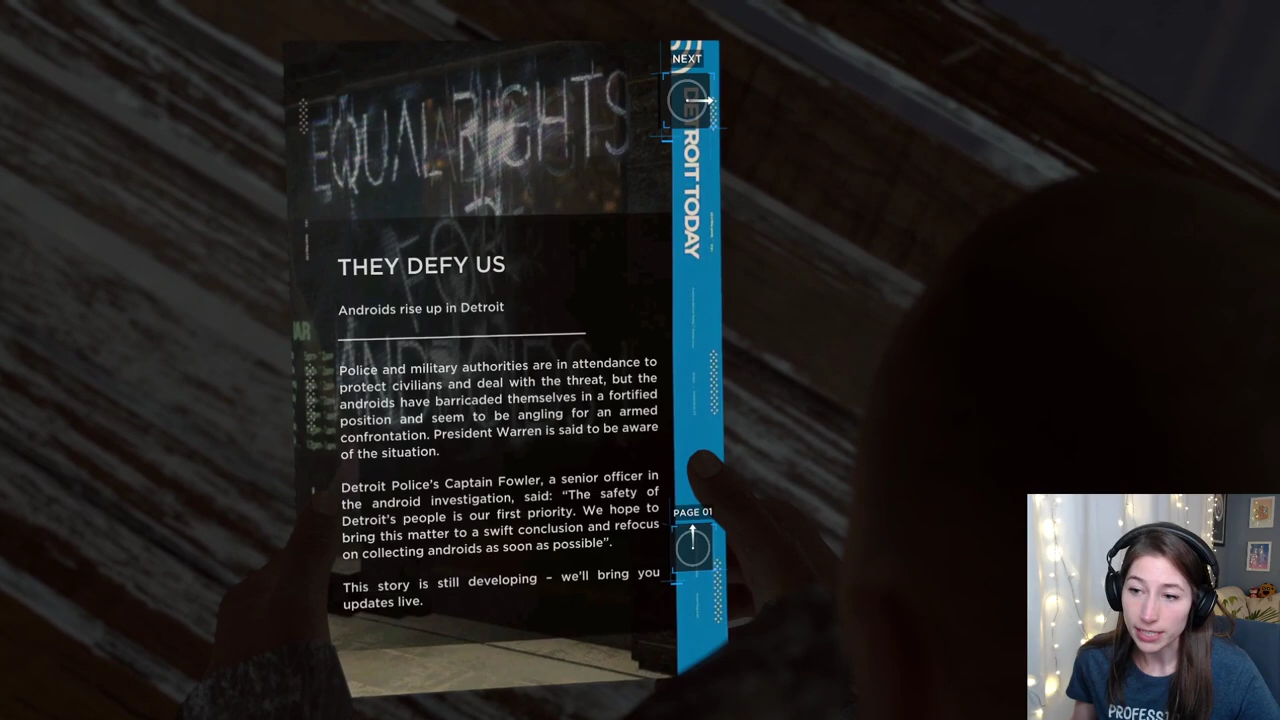 NEXT
EQUAL RIGHTS
FOR
DETROIT TODAY
THEY DEFY US
Androids rise up in Detroit
Police and military authorities are in attendance to
protect civilians and deal with the threat, but the
androids have barricaded themselves in a fortified
position and seem to be angling for an armed
confrontation. President Warren is said to be aware
of the situation.
Detroit Police's Captain Fowler, a senior officer in
the android investigation, said: “The safety of
Detroit's people is our first priority. We hope to
bring this matter to a swift conclusion and refocus
on collecting androids as soon as possible”.
This story is still developing – we'll bring you
updates live.
PAGE 01